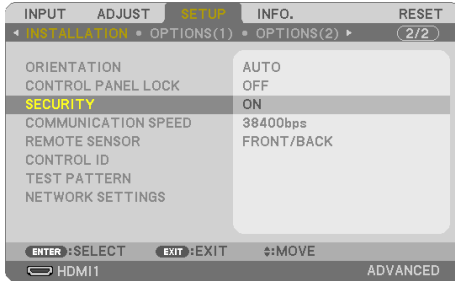 INPUT ADJUST SETUP INFO. RESET
INSTALLATION • OPTIONS(1) • OPTIONS(2) 2/2
ORIENTATION AUTO
CONTROL PANEL LOCK OFF
SECURITY ON
COMMUNICATION SPEED 38400bps
REMOTE SENSOR FRONT/BACK
CONTROL ID
TEST PATTERN
NETWORK SETTINGS
ENTER :SELECT EXIT :EXIT :MOVE
HDMI1 ADVANCED